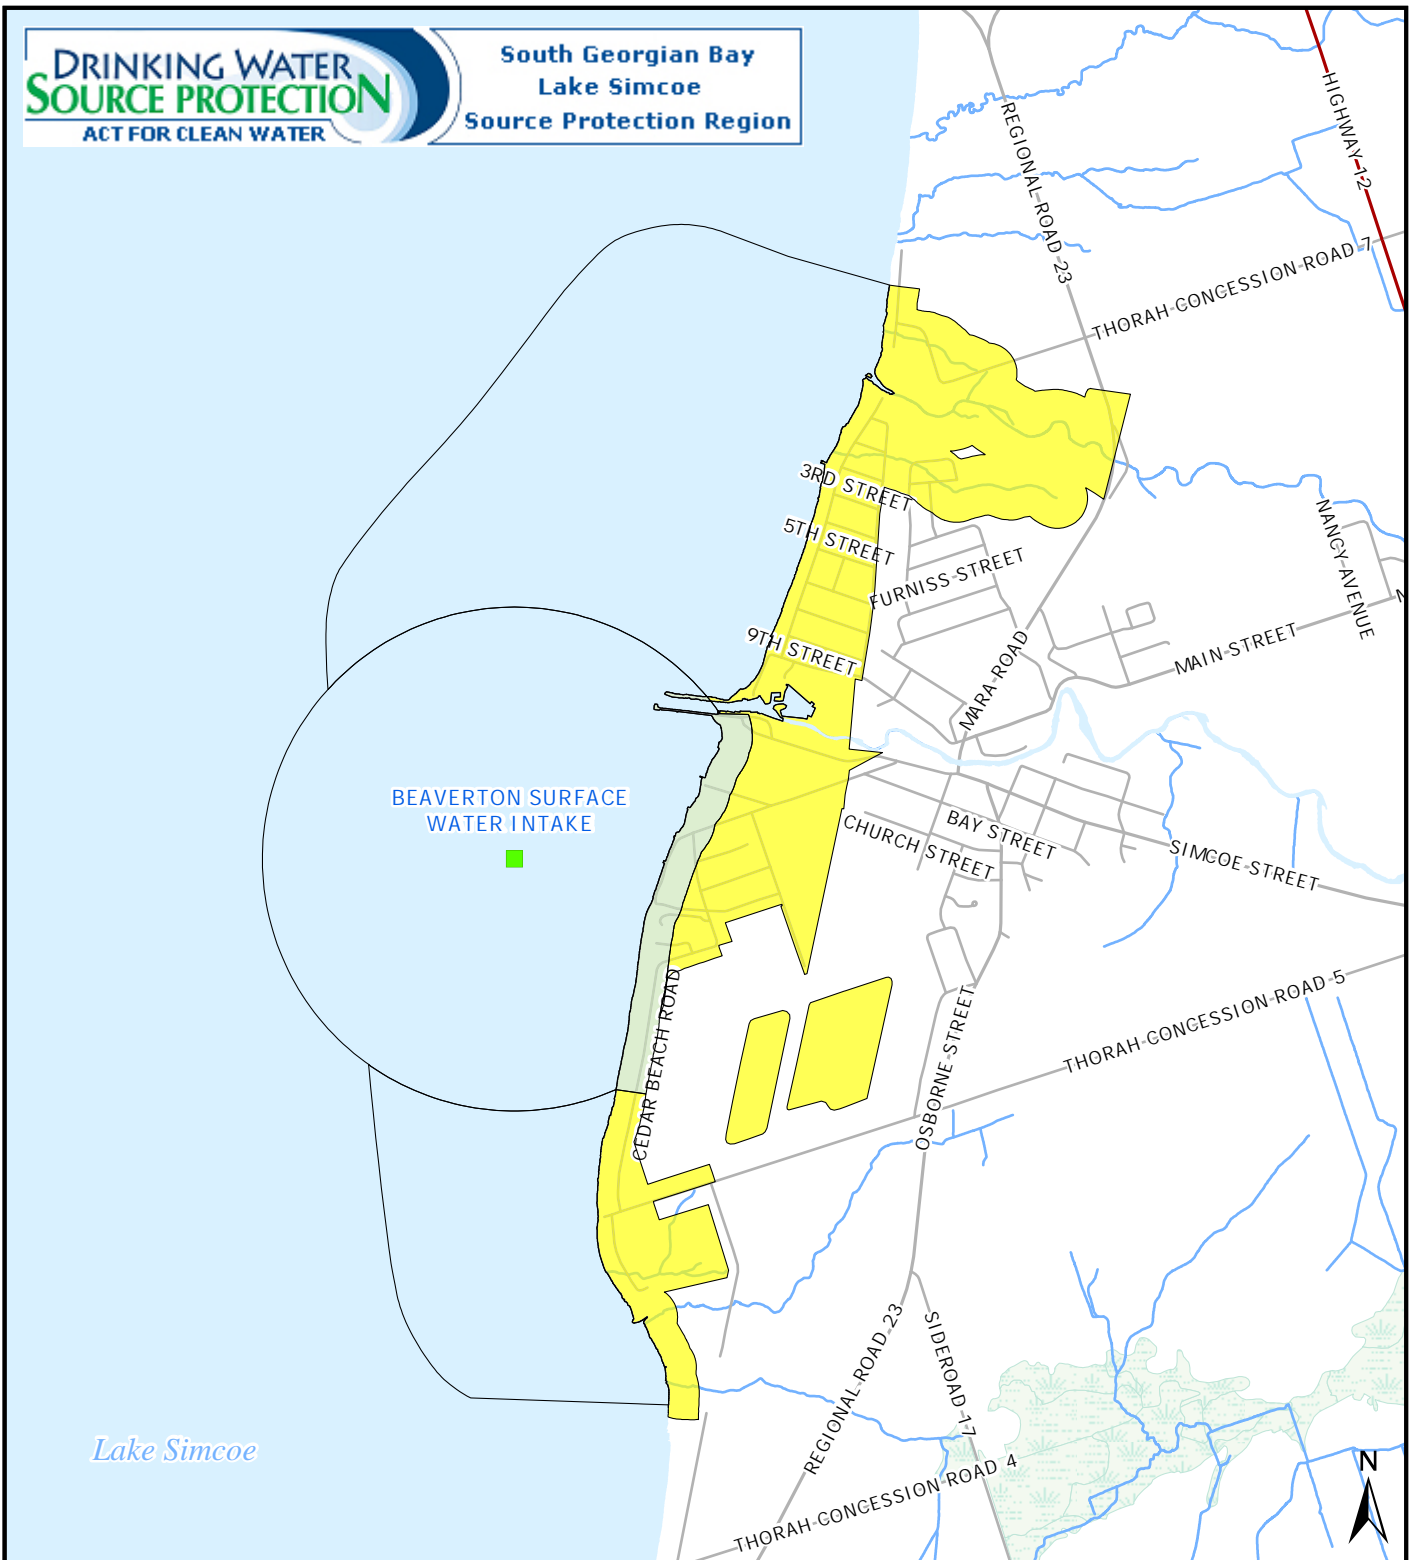 DRINKING WATER
SOURCE PROTECTION
ACT FOR CLEAN WATER
South Georgian Bay
Lake Simcoe
Source Protection Region
HIGHWAY 12
REGIONAL ROAD 23
THORAH CONCESSION ROAD 7
3RD STREET
5TH STREET
FURNISS STREET
NANCY AVENUE
9TH STREET
MARA ROAD
MAIN STREET
BEAVERTON SURFACE
WATER INTAKE
CHURCH STREET
BAY STREET
SIMCOE STREET
CEDAR BEACH ROAD
OSBORNE STREET
THORAH CONCESSION ROAD 5
REGIONAL ROAD 23
SIDEROAD 17
Lake Simcoe
THORAH CONCESSION ROAD 4
N